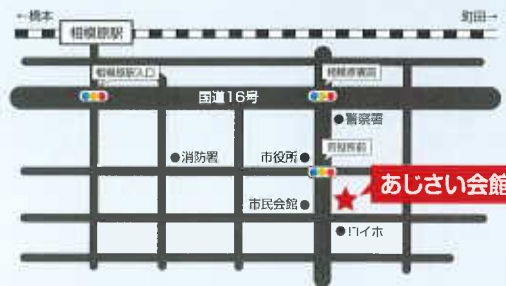 ←橋本
町田→
相模原駅
相模原駅入口
相模原署前
国道16号
●警察署
●消防署
市役所●
市役所前
あじさい会館
市民会館●
●ロイホ